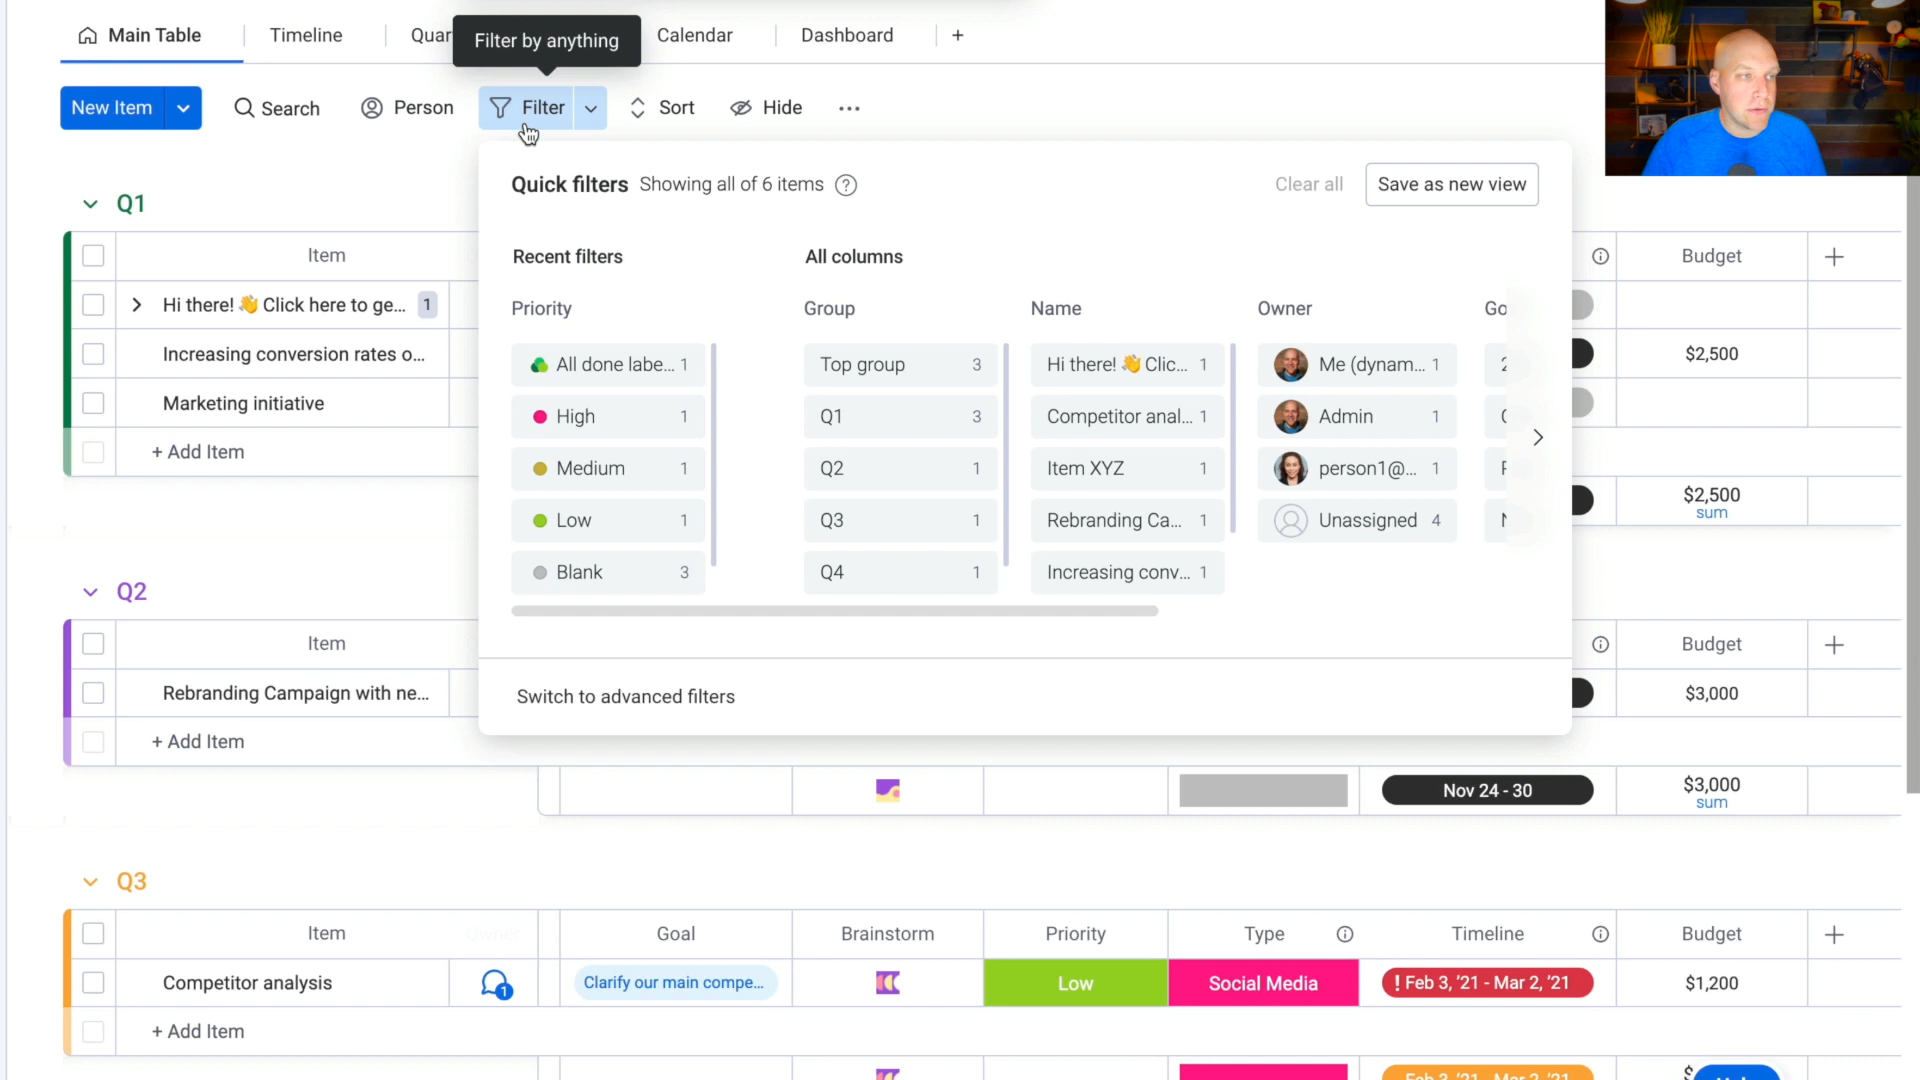 Main Table
Timeline
Quar
Filter by anything
Calendar
Dashboard
+
New Item
Search
Person
Filter
Sort
Hide
Quick filters Showing all of 6 items ?
Clear all
Save as new view
Recent filters
All columns
Priority
Group
Name
Owner
Go
All done labe... 1
Top group 3
Hi there! 👋 Clic... 1
Me (dynam... 1
High 1
Q1 3
Competitor anal... 1
Admin 1
Medium 1
Q2 1
Item XYZ 1
person1@... 1
Low 1
Q3 1
Rebranding Ca... 1
Unassigned 4
Blank 3
Q4 1
Increasing conv... 1
Switch to advanced filters
Q1
Item
Budget
+
Hi there! 👋 Click here to ge... 1
Increasing conversion rates o...
$2,500
Marketing initiative
+ Add Item
$2,500
sum
Q2
Item
Budget
+
Rebranding Campaign with ne...
$3,000
+ Add Item
Nov 24 - 30
$3,000
sum
Q3
Item
Goal
Brainstorm
Priority
Type
Timeline
Budget
+
Competitor analysis
1
Clarify our main compe...
Low
Social Media
! Feb 3, '21 - Mar 2, '21
$1,200
+ Add Item
Feb 3, '21 - Mar 2, '21